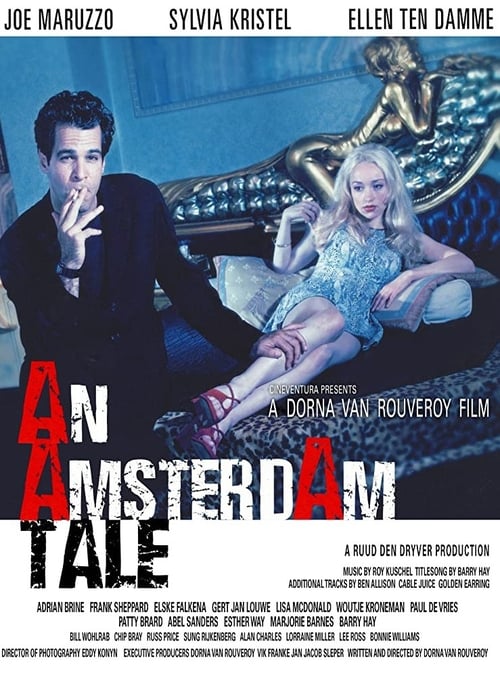 JOE MARUZZO SYLVIA KRISTEL ELLEN TEN DAMME
CINEVENTURA PRESENTS
A DORNA VAN ROUVEROY FILM
AN
AMSTERDAM
TALE
A RUUD DEN DRYVER PRODUCTION
MUSIC BY ROY KUSCHEL TITLESONG BY BARRY HAY
ADDITIONALTRACKS BY BEN ALLISON CABLE JUICE GOLDEN EARRING
ADRIAN BRINE FRANK SHEPPARD ELSKE FALKENA GERT JAN LOUWE LISA MCDONALD WOUTJE KRONEMAN PAUL DE VRIES
PATTY BRARD ABEL SANDERS ESTHER WAY MARJORIE BARNES BARRY HAY
BILL WOHLRAB CHIP BRAY RUSS PRICE SUNG RIJKENBERG ALAN CHARLES LORRAINE MILLER LEE ROSS BONNIE WILLIAMS
DIRECTOR OF PHOTOGRAPHY EDDY KONYN EXECUTIVE PRODUCERS DORNA VAN ROUVEROY VIK FRANKE JAN JACOB SLEPER WRITTEN AND DIRECTED BY DORNA VAN ROUVEROY